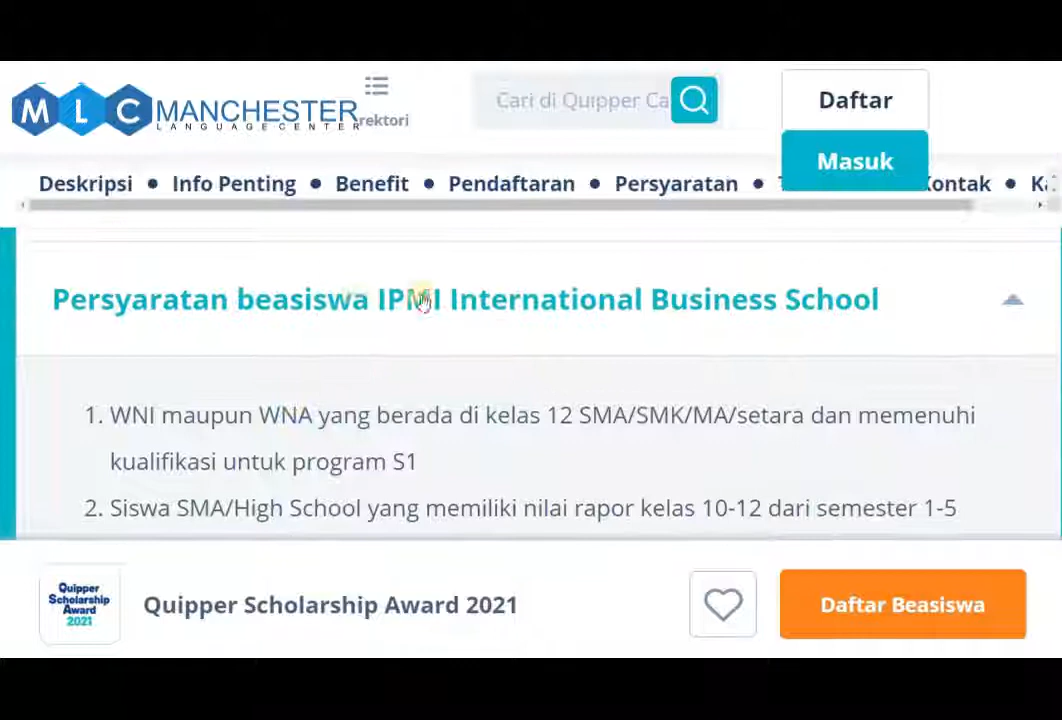 MLC MANCHESTER
LANGUAGE CENTER
rektori
Cari di Quipper Ca
Daftar
Masuk
Deskripsi • Info Penting • Benefit • Pendaftaran • Persyaratan • T ontak • Ka
Persyaratan beasiswa IPMI International Business School
1. WNI maupun WNA yang berada di kelas 12 SMA/SMK/MA/setara dan memenuhi
kualifikasi untuk program S1
2. Siswa SMA/High School yang memiliki nilai rapor kelas 10-12 dari semester 1-5
Quipper
Scholarship
Award
2021
Quipper Scholarship Award 2021
Daftar Beasiswa